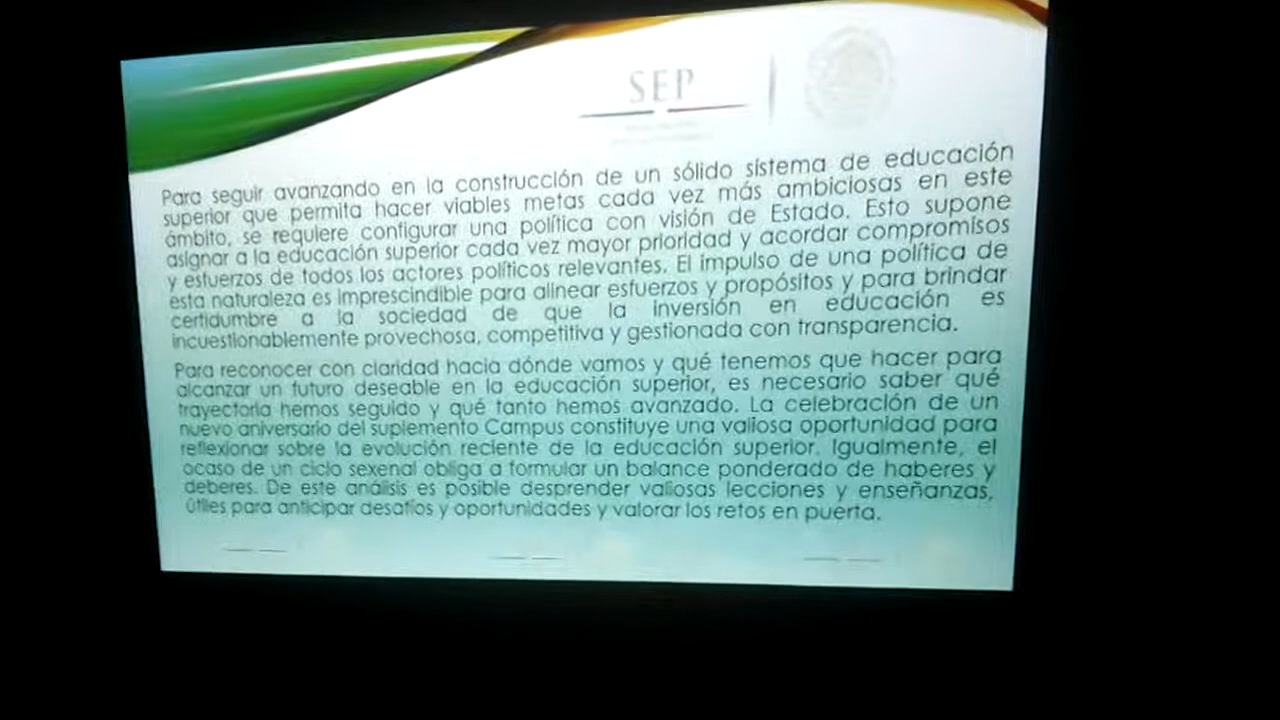 SEP
Para seguir avanzando en la construcción de un sólido sistema de educación
superior que permita hacer viables metas cada vez más ambiciosas en este
ámbito, se requiere configurar una política con visión de Estado. Esto supone
asignar a la educación superior cada vez mayor prioridad y acordar compromisos
y esfuerzos de todos los actores políticos relevantes. El impulso de una política de
esta naturaleza es imprescindible para alinear esfuerzos y propósitos y para brindar
certidumbre a la sociedad de que la inversión en educación es
incuestionablemente provechosa, competitiva y gestionada con transparencia.
Para reconocer con claridad hacia dónde vamos y qué tenemos que hacer para
alcanzar un futuro deseable en la educación superior, es necesario saber qué
trayectoria hemos seguido y qué tanto hemos avanzado. La celebración de un
nuevo aniversario del suplemento Campus constituye una valiosa oportunidad para
reflexionar sobre la evolución reciente de la educación superior. Igualmente, el
ocaso de un ciclo sexenal obliga a formular un balance ponderado de haberes y
deberes. De este análisis es posible desprender valiosas lecciones y enseñanzas,
útiles para anticipar desafíos y oportunidades y valorar los retos en puerta.